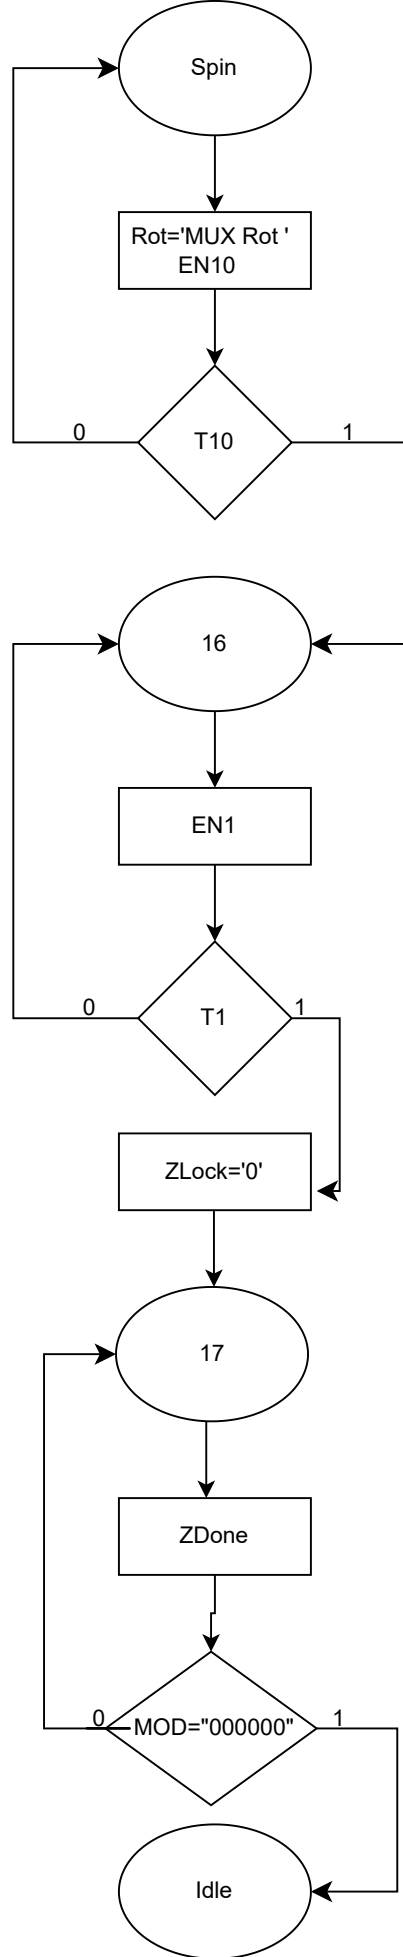 Spin
Rot='MUX Rot '
EN10
T10
0
1
16
EN1
T1
0
1
ZLock='0'
17
ZDone
0
MOD="000000"
1
Idle